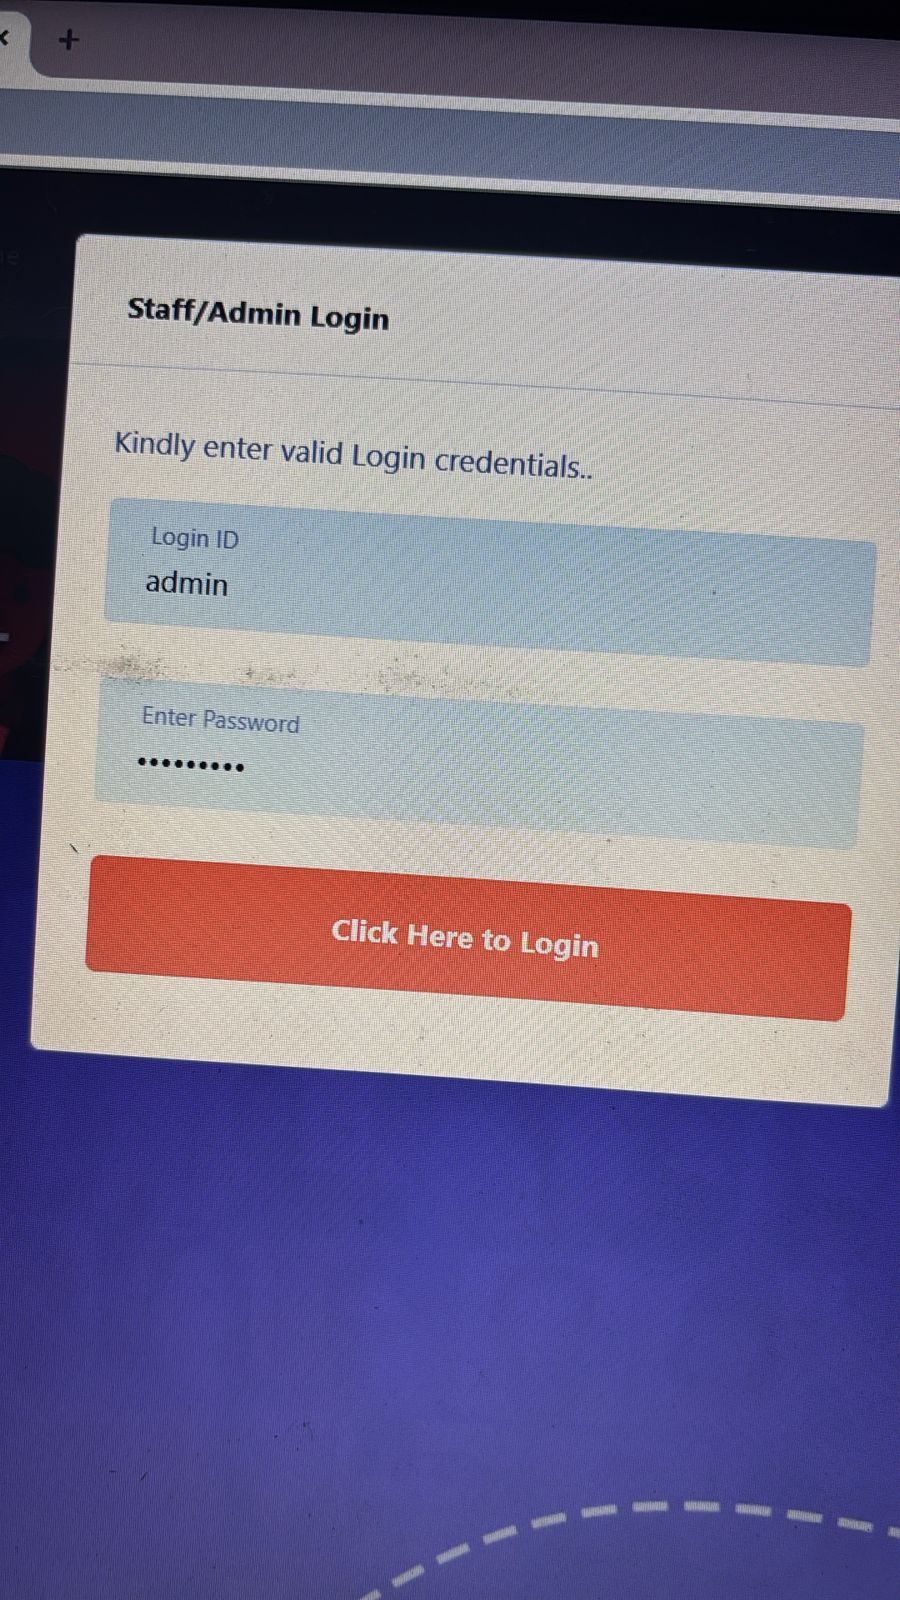 Staff/Admin Login
Kindly enter valid Login credentials..
Login ID
admin
Enter Password
•••••••••
Click Here to Login